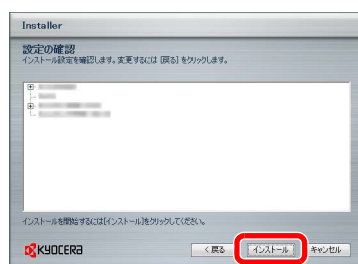 Installer
設定の確認
インストール設定を確認します。変更するには [戻る] をクリックします。
インストールを開始するには[インストール]をクリックしてください。
KYOCERA
< 戻る
インストール
キャンセル